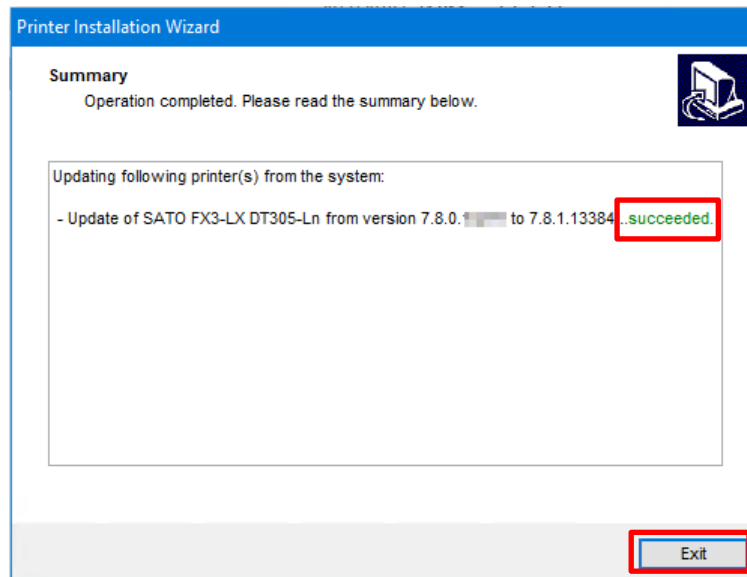 Printer Installation Wizard
Summary
Operation completed. Please read the summary below.
Updating following printer(s) from the system:
- Update of SATO FX3-LX DT305-Ln from version 7.8.0. to 7.8.1.13384 ..succeeded.
Exit